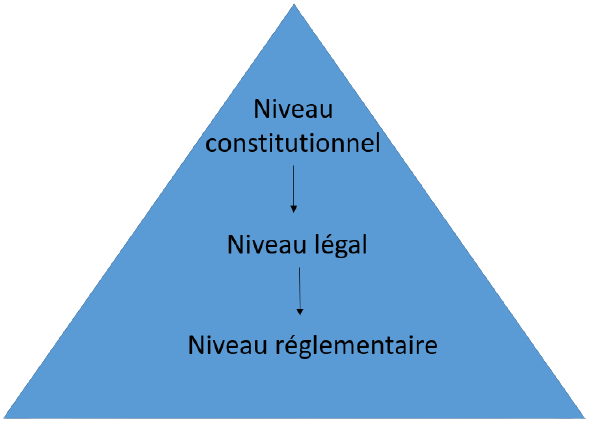 Niveau
constitutionnel
Niveau légal
Niveau réglementaire